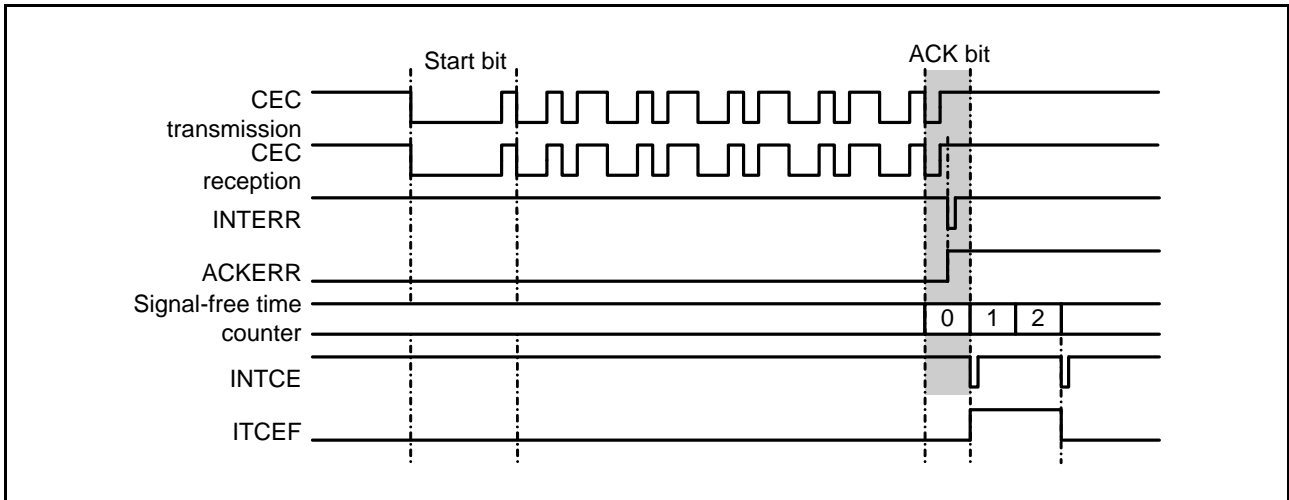 Start bit
ACK bit
CEC
transmission
CEC
reception
INTERR
ACKERR
Signal-free time
counter
0 1 2
INTCE
ITCEF